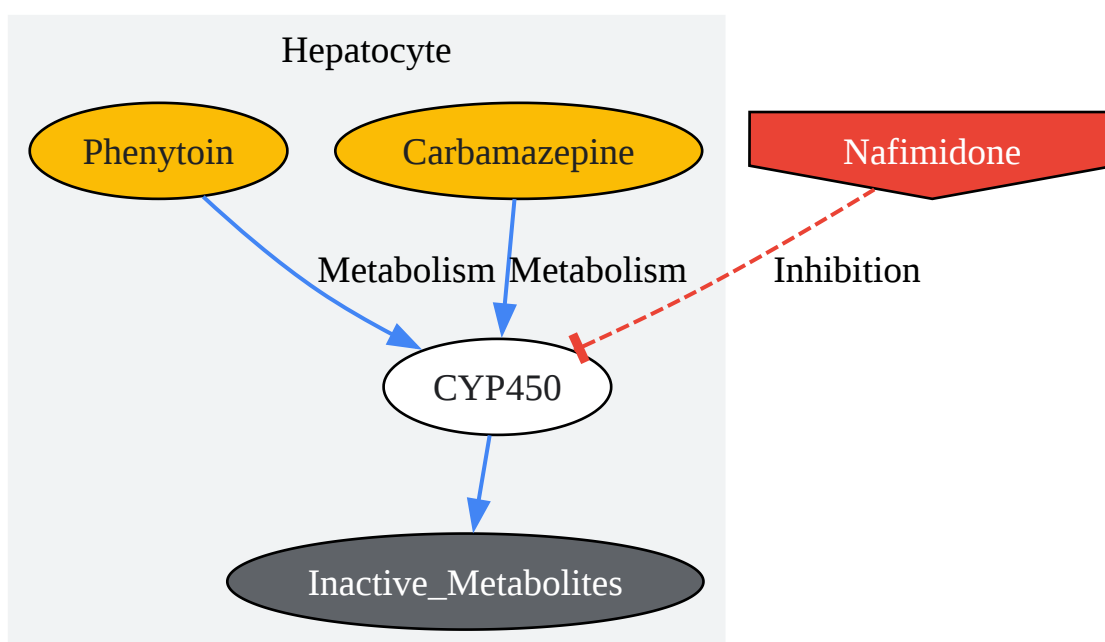 Hepatocyte
Phenytoin
Carbamazepine
Nafimidone
Metabolism
Metabolism
Inhibition
CYP450
Inactive_Metabolites